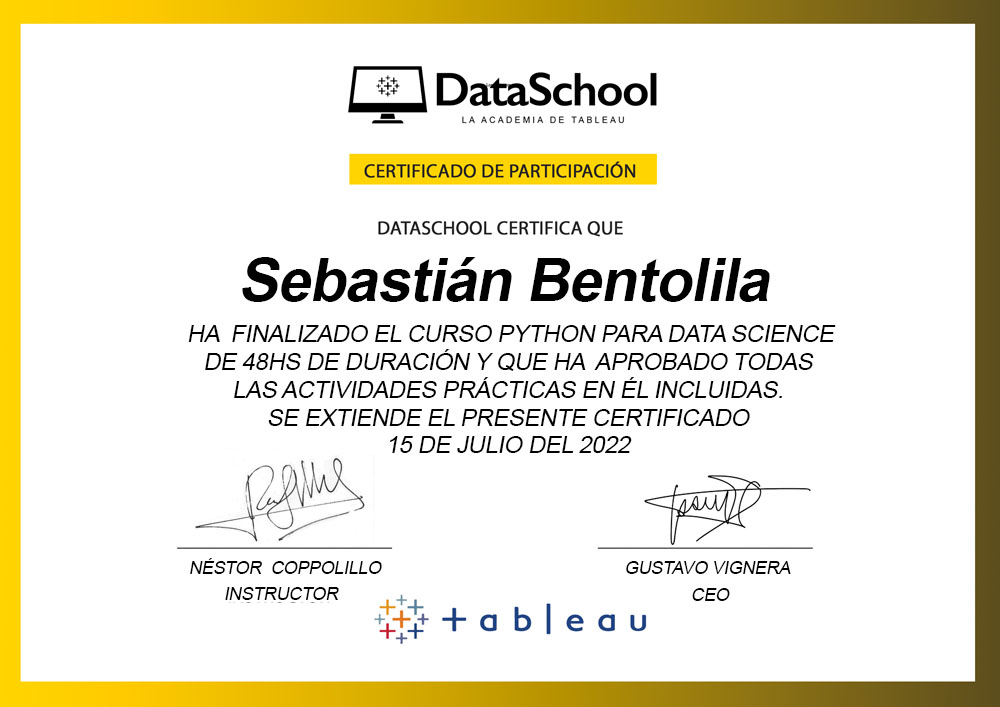 DataSchool
LA ACADEMIA DE TABLEAU
CERTIFICADO DE PARTICIPACIÓN
DATASCHOOL CERTIFICA QUE
Sebastián Bentolila
HA FINALIZADO EL CURSO PYTHON PARA DATA SCIENCE
DE 48HS DE DURACIÓN Y QUE HA APROBADO TODAS
LAS ACTIVIDADES PRÁCTICAS EN ÉL INCLUIDAS.
SE EXTIENDE EL PRESENTE CERTIFICADO
15 DE JULIO DEL 2022
NÉSTOR COPPOLILLO
INSTRUCTOR
GUSTAVO VIGNERA
CEO
+ableau